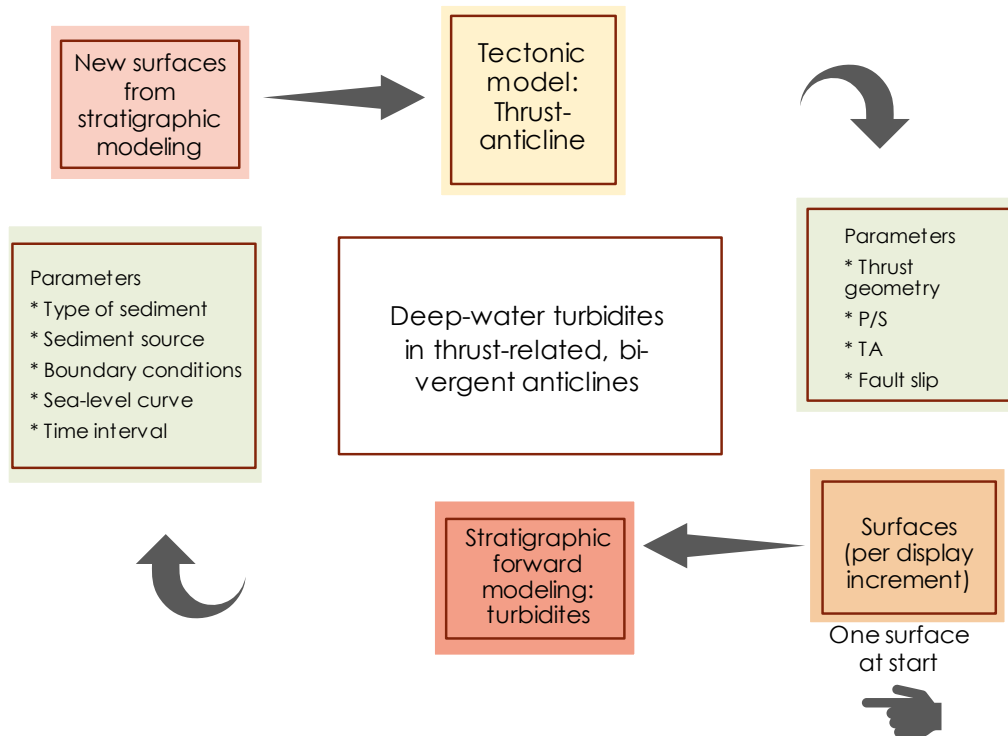 New surfaces
from
stratigraphic
modeling
Tectonic
model:
Thrust-
anticline
Parameters
* Thrust
geometry
* P/S
* TA
* Fault slip
Parameters
* Type of sediment
* Sediment source
* Boundary conditions
* Sea-level curve
* Time interval
Deep-water turbidites
in thrust-related, bi-
vergent anticlines
Stratigraphic
forward
modeling:
turbidites
Surfaces
(per display
increment)
One surface
at start